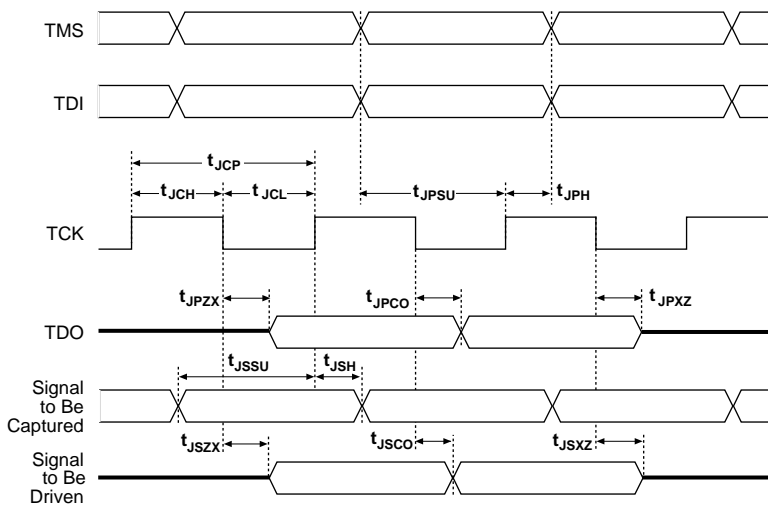 TMS
TDI
tJCP
tJCH
tJCL
tJPSU
tJPH
TCK
tJPZX
tJPCO
tJPXZ
TDO
tJSSU
tJSH
Signal
to Be
Captured
tJSZX
tJSCO
tJSXZ
Signal
to Be
Driven